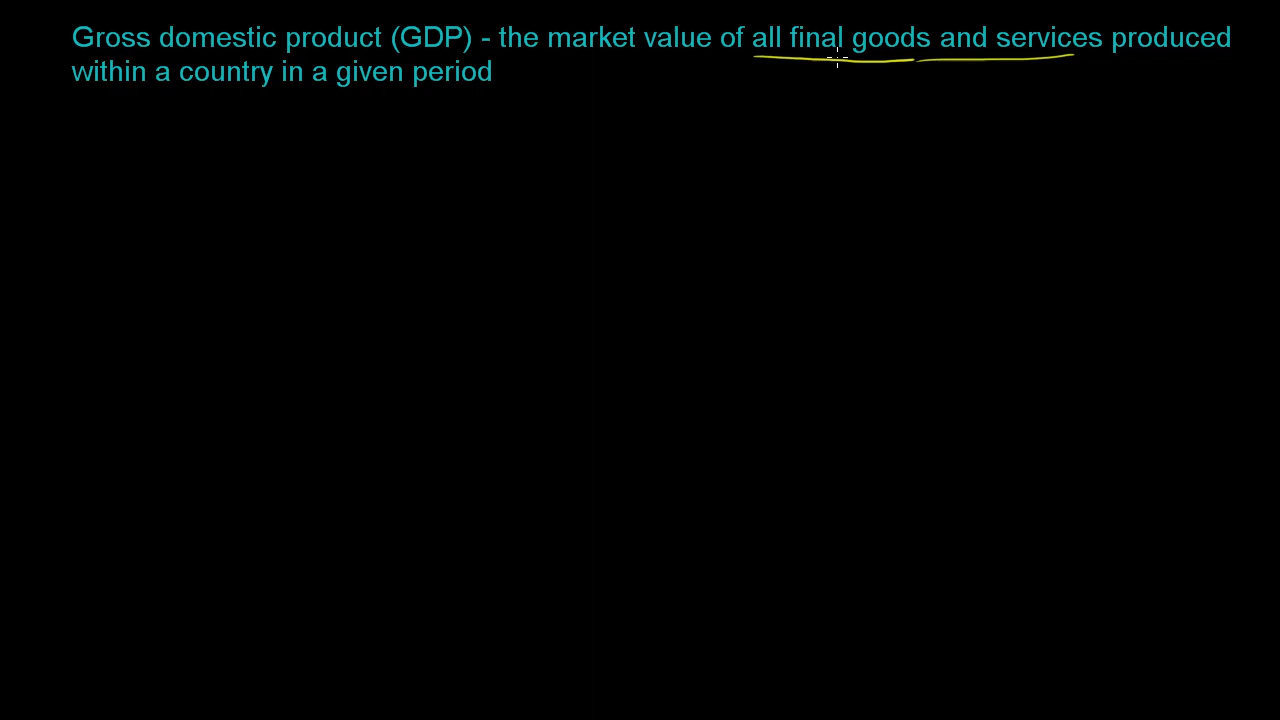 Gross domestic product (GDP) - the market value of all final goods and services produced
within a country in a given period